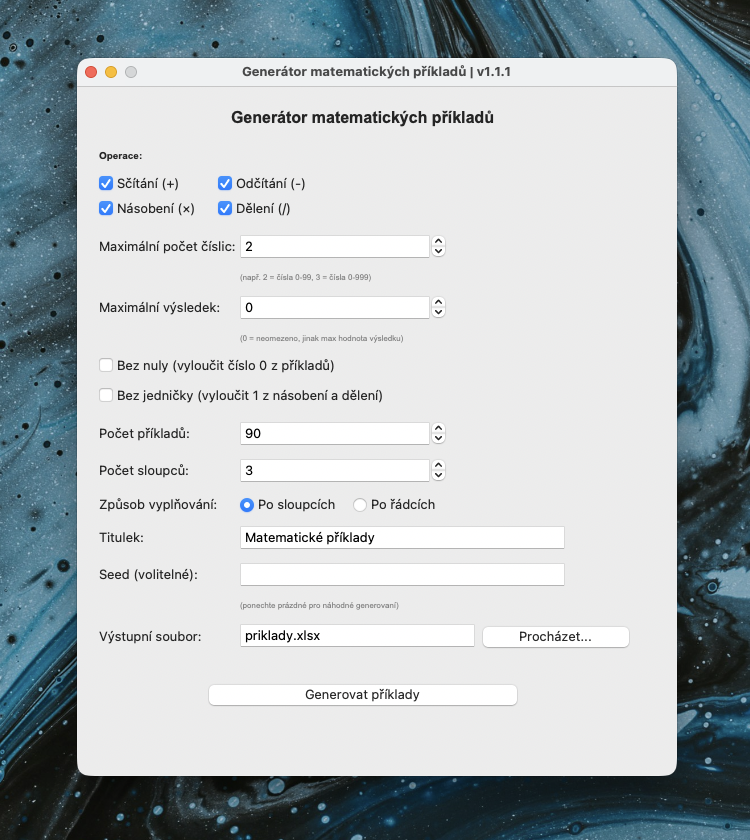 Generátor matematických příkladů | v1.1.1
Generátor matematických příkladů
Operace:
Sčítání (+) Odčítání (-)
Násobení (×) Dělení (/)
Maximální počet číslic: 2
(např. 2 = čísla 0-99, 3 = čísla 0-999)
Maximální výsledek: 0
(0 = neomezeno, jinak max hodnota výsledku)
Bez nuly (vyloučit číslo 0 z příkladů)
Bez jedničky (vyloučit 1 z násobení a dělení)
Počet příkladů: 90
Počet sloupců: 3
Způsob vyplňování: Po sloupcích Po řádcích
Titulek: Matematické příklady
Seed (volitelné):
(ponechte prázdné pro náhodné generovaní)
Výstupní soubor: priklady.xlsx Procházet...
Generovat příklady